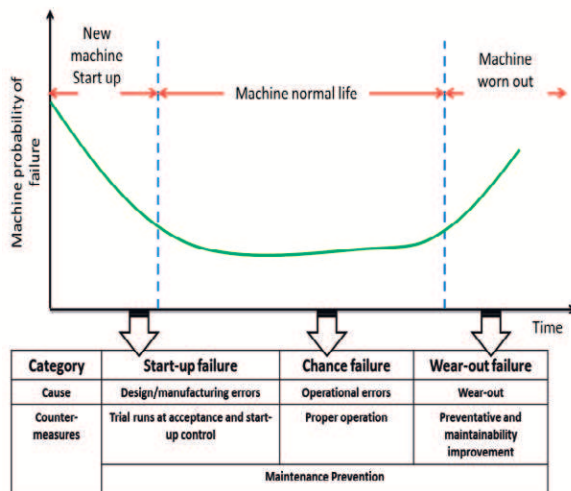 New
machine
Start up
Machine normal life
Machine
worn out
Machine probability of
failure
Time
Category Start-up failure Chance failure Wear-out failure
Cause Design/manufacturing errors Operational errors Wear-out
Counter-
measures
Trial runs at acceptance and start-
up control
Proper operation
Preventative and
maintainability
improvement
Maintenance Prevention